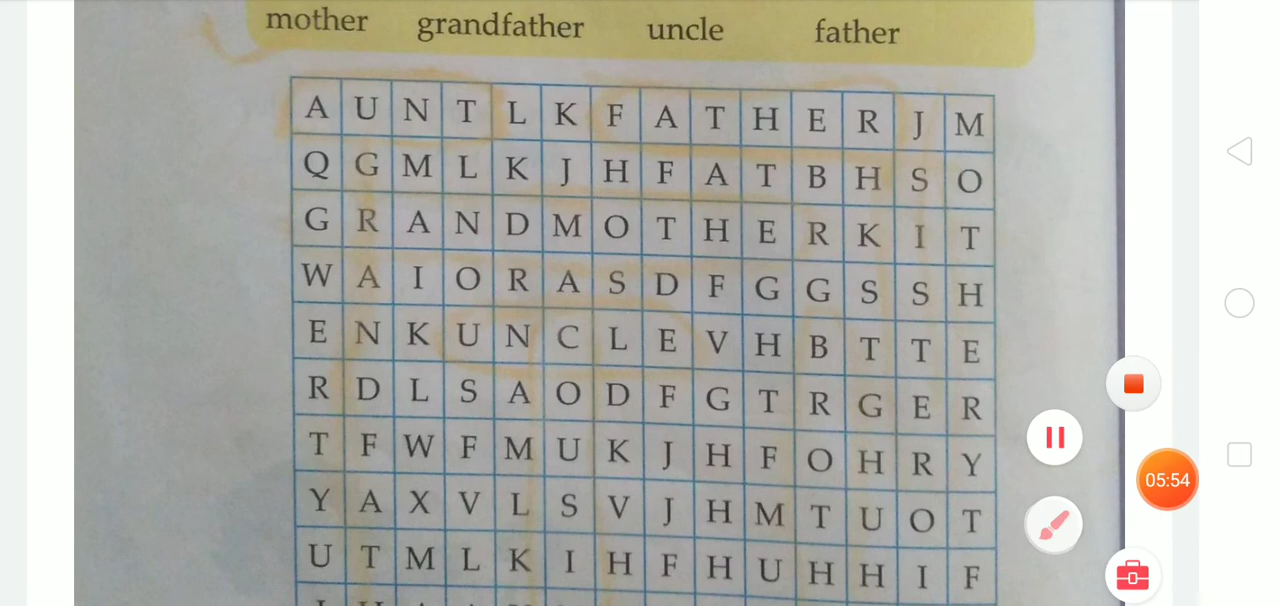 mother grandfather uncle father
A U N T L K F A T H E R J M
Q G M L K J H F A T B H S O
G R A N D M O T H E R K I T
W A I O R A S D F G G S S H
E N K U N C L E V H B T T E
R D L S A O D F G T R G E R
T F W F M U K J H F O H R Y
Y A X V L S V J H M T U O T
U T M L K I H F H U H H I F
05:54